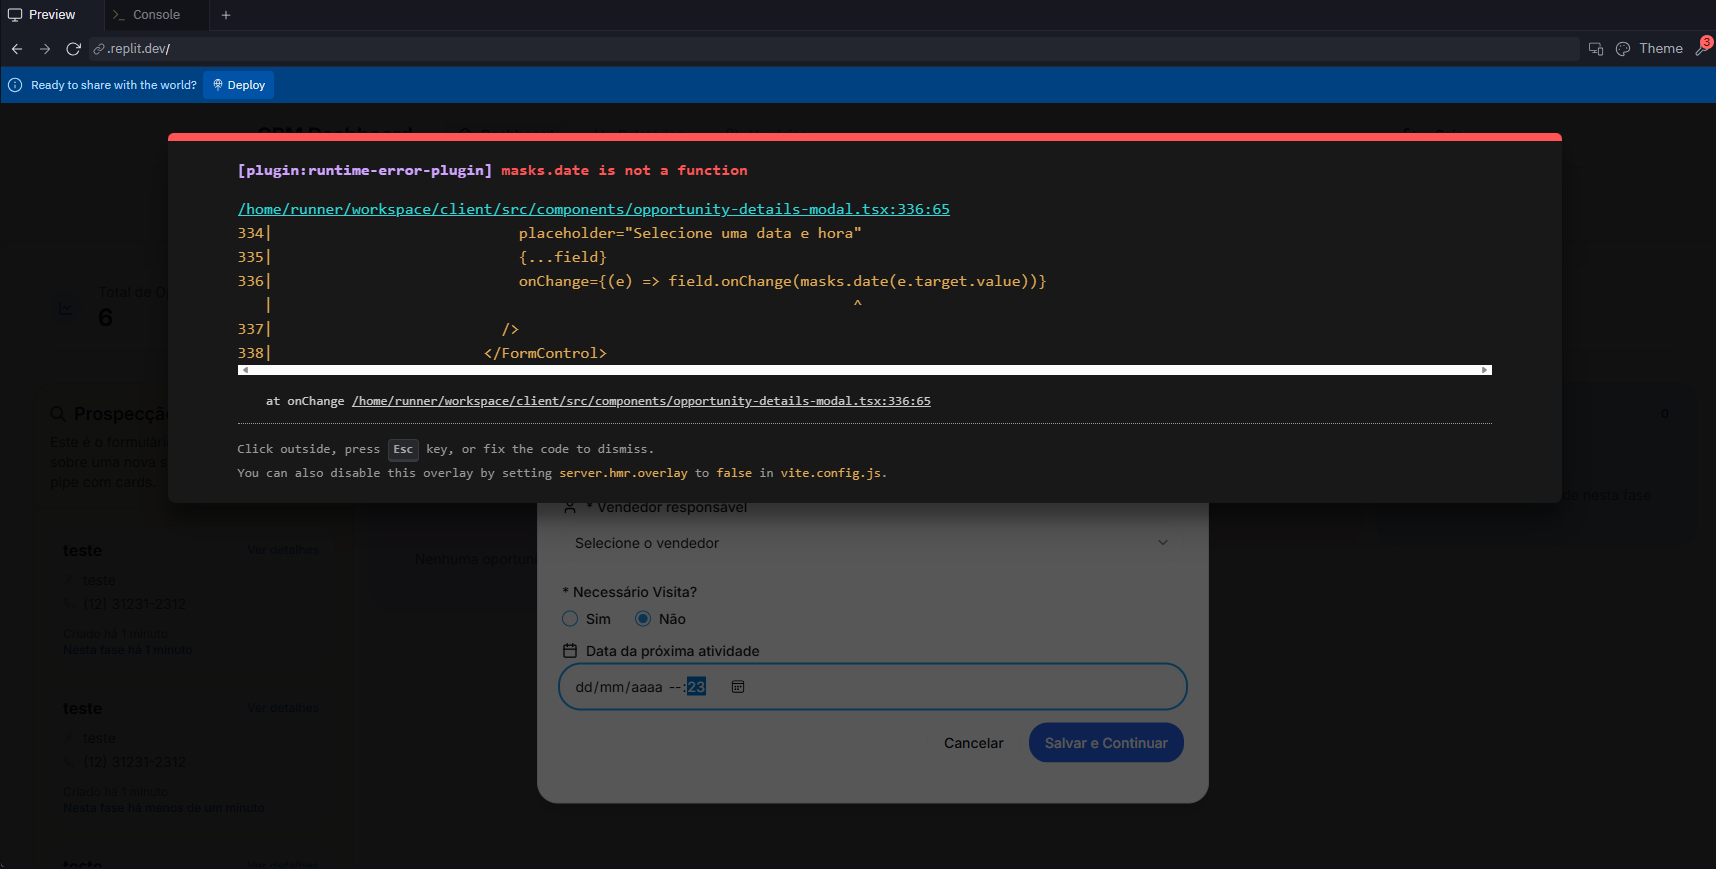 Preview
Console
.replit.dev/
Theme
3
Ready to share with the world?
Deploy
CRM Dashboard
[plugin:runtime-error-plugin] masks.date is not a function
/home/runner/workspace/client/src/components/opportunity-details-modal.tsx:336:65
334| placeholder="Selecione uma data e hora"
335| {...field}
336| onChange={(e) => field.onChange(masks.date(e.target.value))}
| ^
337| />
338| </FormControl>
at onChange /home/runner/workspace/client/src/components/opportunity-details-modal.tsx:336:65
Click outside, press Esc key, or fix the code to dismiss.
You can also disable this overlay by setting server.hmr.overlay to false in vite.config.js.
Total de Op
6
Prospecção
0
Este é o formulári
sobre uma nova
pipe com cards.
nesta fase
teste
Ver detalhes
teste
(12) 31231-2312
Criado há 1 minuto
Nesta fase há 1 minuto
Nenhuma oportun
teste
Ver detalhes
teste
(12) 31231-2312
Criado há 1 minuto
Nesta fase há menos de um minuto
teste
Ver detalhes
* Vendedor responsável
Selecione o vendedor
* Necessário Visita?
Sim
Não
Data da próxima atividade
dd/mm/aaaa --:23
Cancelar
Salvar e Continuar